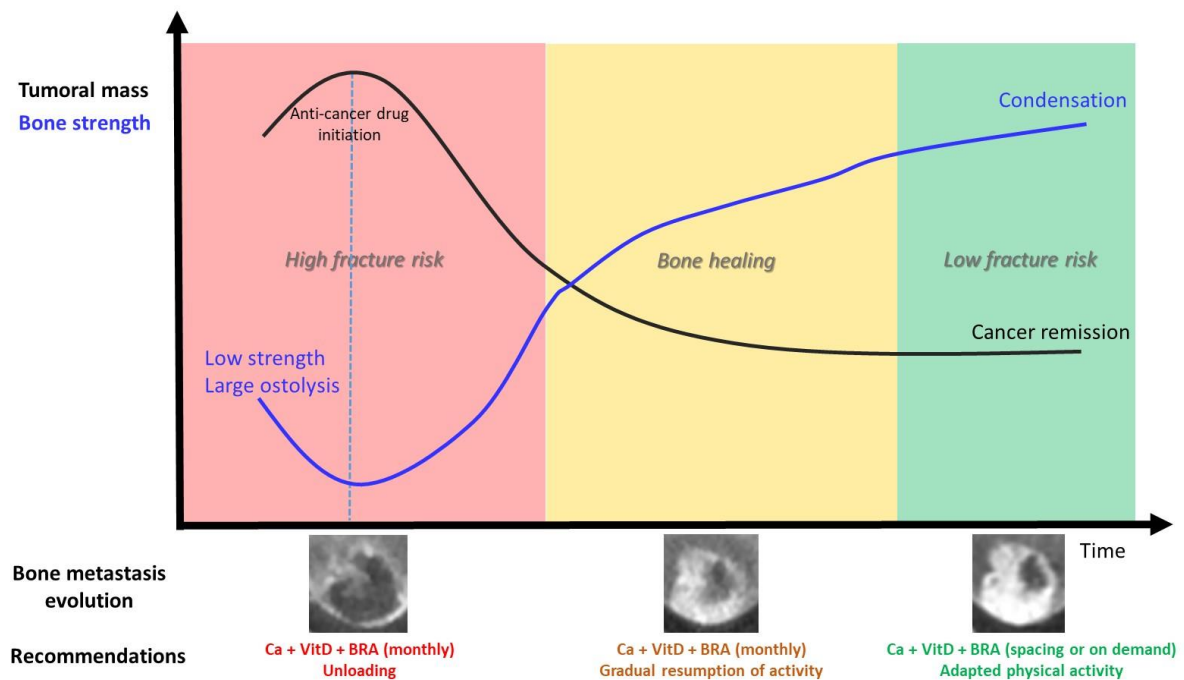 Tumoral mass
Bone strength
Anti-cancer drug
initiation
Condensation
High fracture risk
Bone healing
Low fracture risk
Low strength
Large ostolysis
Cancer remission
Time
Bone metastasis
evolution
Recommendations
Ca + VitD + BRA (monthly)
Unloading
Ca + VitD + BRA (monthly)
Gradual resumption of activity
Ca + VitD + BRA (spacing or on demand)
Adapted physical activity